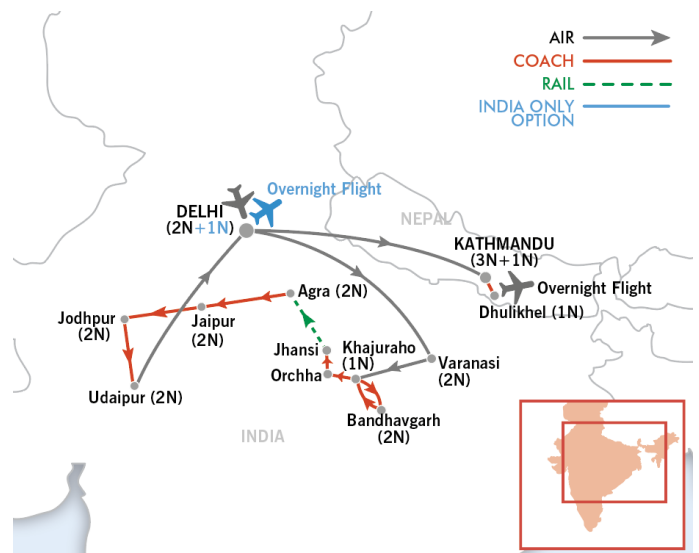 AIR
COACH
RAIL
INDIA ONLY
OPTION
Overnight Flight
DELHI
(2N+1N)
NEPAL
KATHMANDU
(3N+1N)
Overnight Flight
Dhulikhel (1N)
Agra (2N)
Jodhpur
(2N)
Jaipur
(2N)
Jhansi
Khajuraho
(1N)
Varanasi
(2N)
Orchha
Udaipur (2N)
Bandhavgarh
(2N)
INDIA